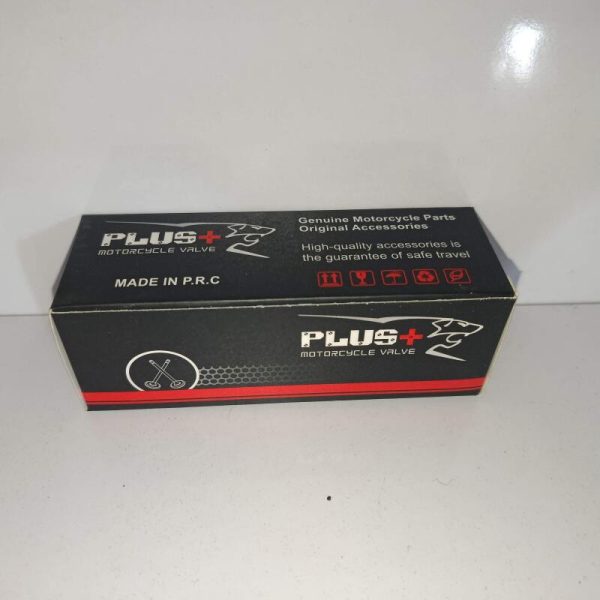 PLUS+
MOTORCYCLE VALVE
MADE IN P.R.C
Genuine Motorcycle Parts
Original Accessories
High-quality accessories is
the guarantee of safe travel
PLUS+
MOTORCYCLE VALVE